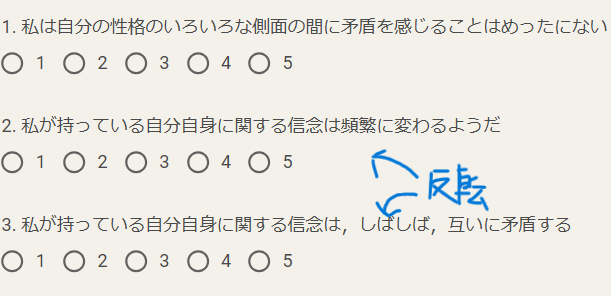 1. 私は自分の性格のいろいろな側面の間に矛盾を感じることはめったにない
1 2 3 4 5
2. 私が持っている自分自身に関する信念は頻繁に変わるようだ
1 2 3 4 5
反転
3. 私が持っている自分自身に関する信念は，しばしば，互いに矛盾する
1 2 3 4 5